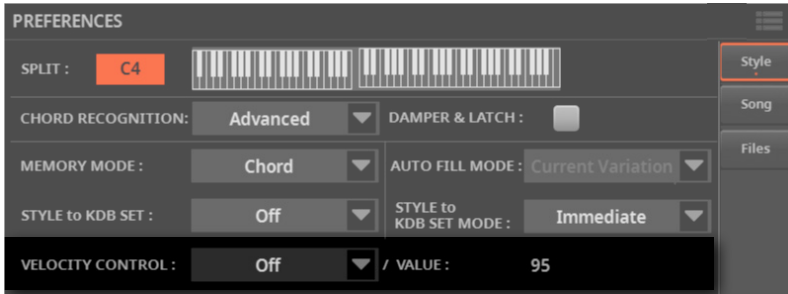 PREFERENCES
SPLIT : C4
Style
Song
CHORD RECOGNITION: Advanced DAMPER & LATCH :
Files
MEMORY MODE : Chord AUTO FILL MODE : Current Variation
STYLE to KDB SET : Off STYLE to
KDB SET MODE : Immediate
VELOCITY CONTROL : Off / VALUE : 95